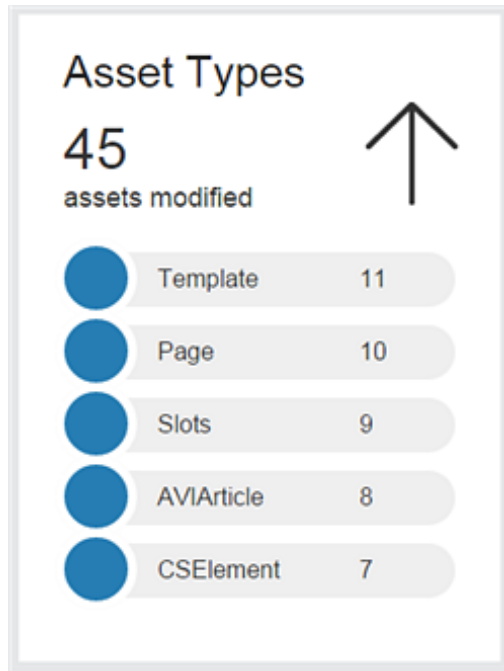 Asset Types
45
assets modified
Template 11
Page 10
Slots 9
AVIArticle 8
CSElement 7